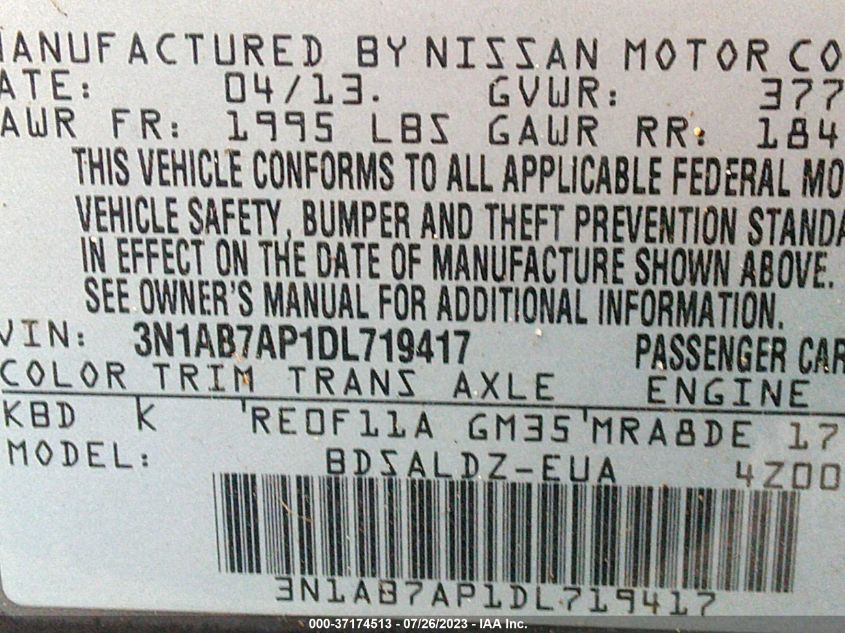 MANUFACTURED BY NISSAN MOTOR CO
ATE: 04/13. GVWR: 377
AWR FR: 1995 LBS GAWR RR: 184
THIS VEHICLE CONFORMS TO ALL APPLICABLE FEDERAL MO
VEHICLE SAFETY, BUMPER AND THEFT PREVENTION STANDA
IN EFFECT ON THE DATE OF MANUFACTURE SHOWN ABOVE.
SEE OWNER'S MANUAL FOR ADDITIONAL INFORMATION.
VIN: 3N1AB7AP1DL719417 PASSENGER CAR
COLOR TRIM TRANS AXLE ENGINE
KBD K 'RE0F11A GM35'MRA8DE 17
MODEL: BDSALDZ-EUA 4Z00
3N1AB7AP1DL719417
000-37174513 - 07/26/2023 - IAA Inc.